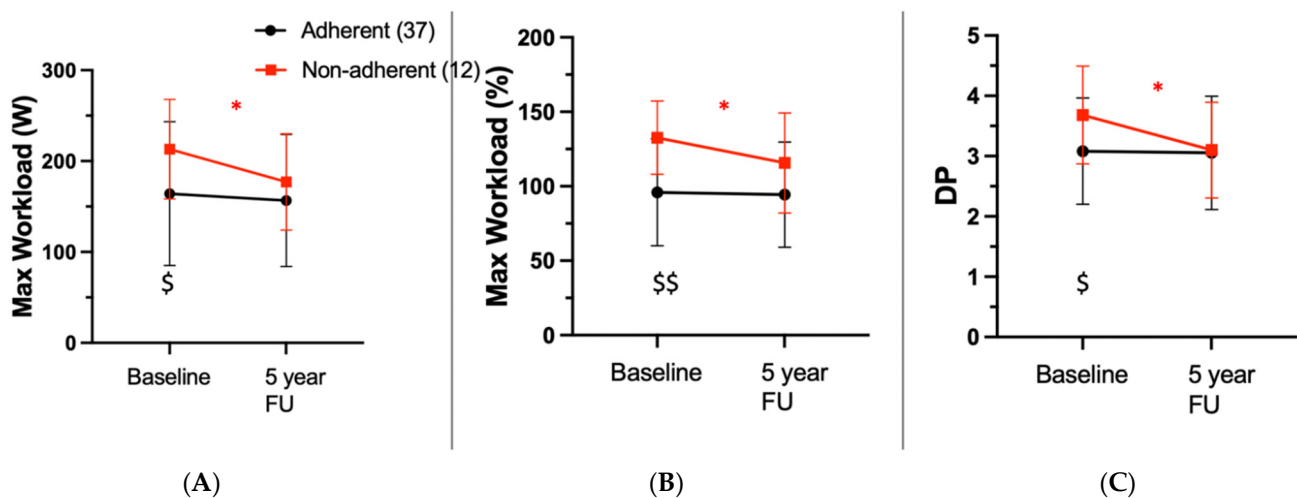 Adherent (37)
Non-adherent (12)
Max Workload (W)
300
200
100
0
*
$
Baseline
5 year
FU
(A)
Max Workload (%)
200
150
100
50
0
*
$$
Baseline
5 year
FU
(B)
DP
5
4
3
2
1
0
*
$
Baseline
5 year
FU
(C)